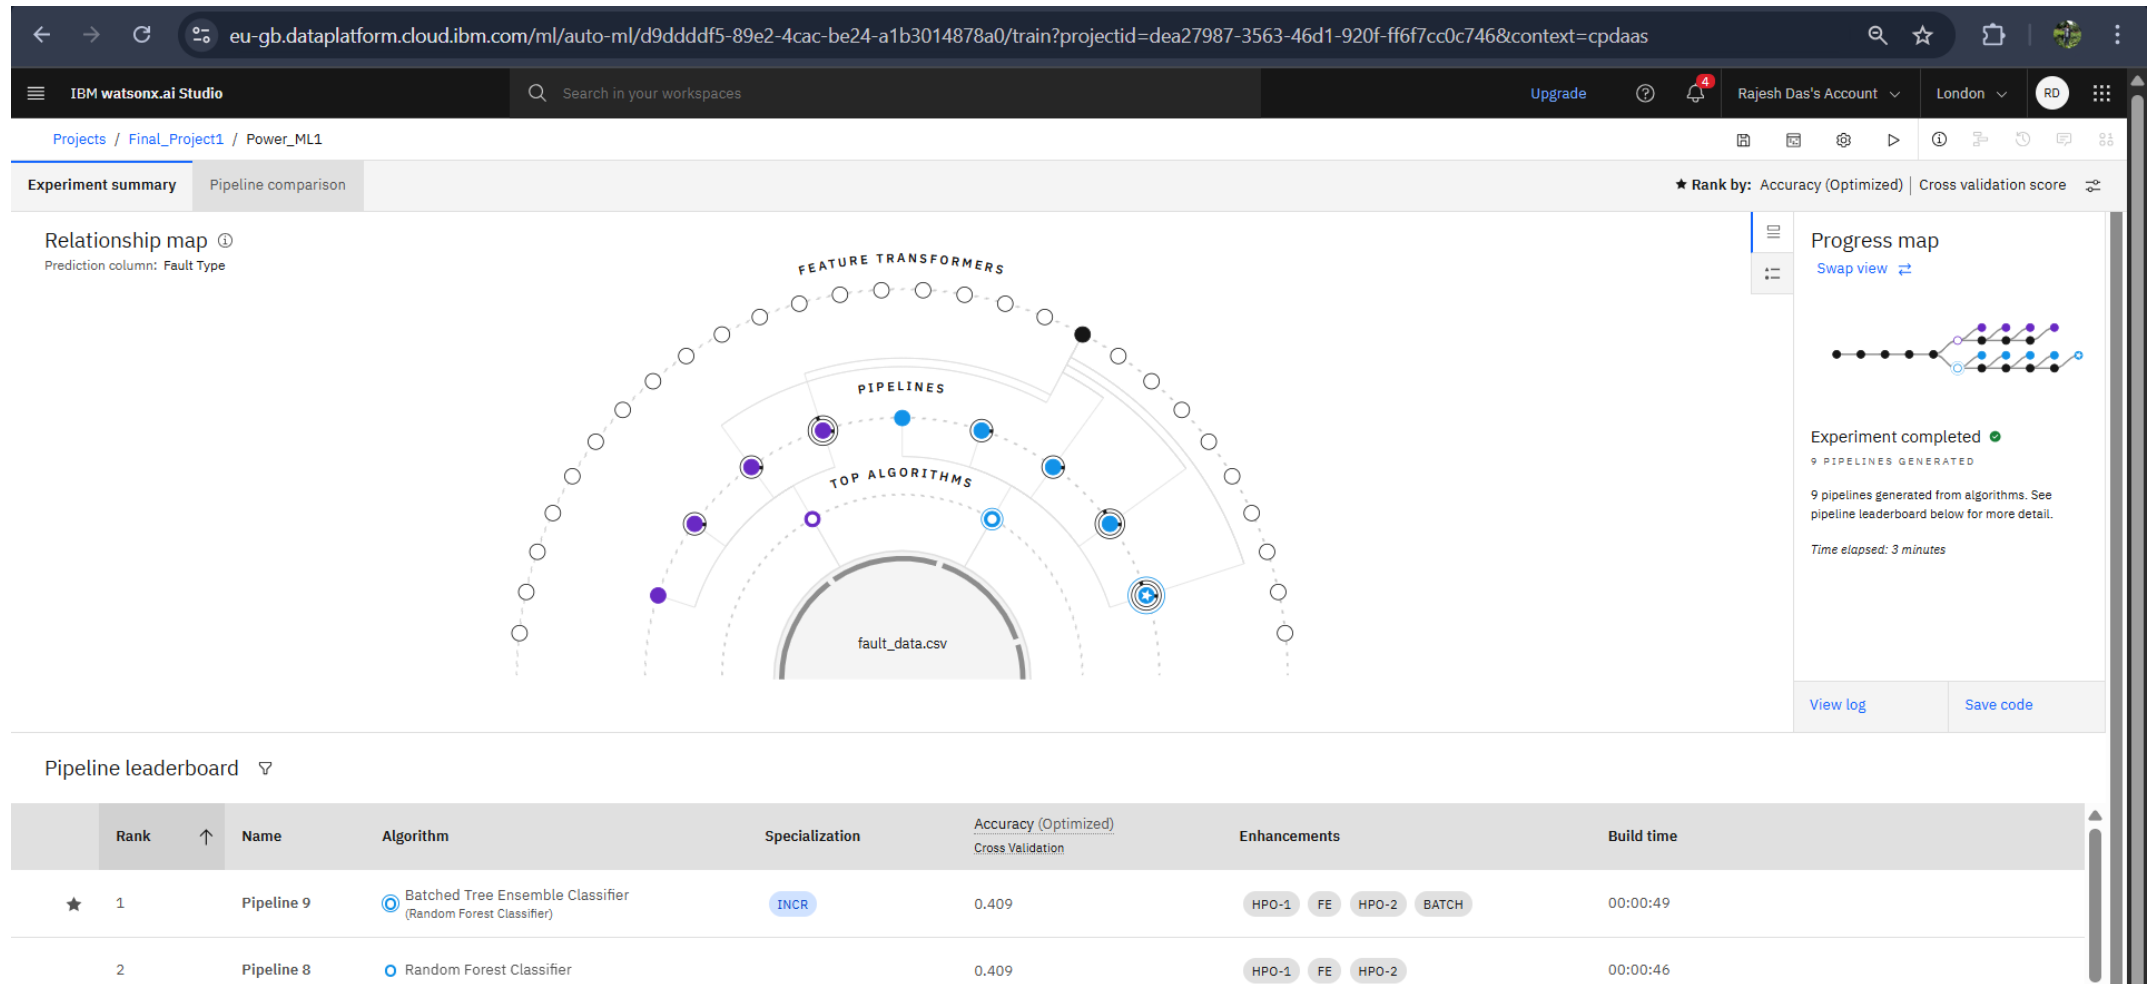 eu-gb.dataplatform.cloud.ibm.com/ml/auto-ml/d9ddddf5-89e2-4cac-be24-a1b3014878a0/train?projectid=dea27987-3563-46d1-920f-ff6f7cc0c746&context=cpdaas
IBM watsonx.ai Studio
Search in your workspaces
Upgrade
4
Rajesh Das's Account
London
RD
Projects / Final_Project1 / Power_ML1
Experiment summary
Pipeline comparison
Rank by: Accuracy (Optimized) | Cross validation score
Relationship map
Prediction column: Fault Type
FEATURE TRANSFORMERS
PIPELINES
TOP ALGORITHMS
fault_data.csv
Progress map
Swap view
Experiment completed
9 PIPELINES GENERATED
9 pipelines generated from algorithms. See
pipeline leaderboard below for more detail.
Time elapsed: 3 minutes
View log
Save code
Pipeline leaderboard
Rank Name Algorithm Specialization Accuracy (Optimized) Enhancements Build time
Cross Validation
1 Pipeline 9 Batched Tree Ensemble Classifier INCR 0.409 HPO-1 FE HPO-2 BATCH 00:00:49
(Random Forest Classifier)
2 Pipeline 8 Random Forest Classifier 0.409 HPO-1 FE HPO-2 00:00:46